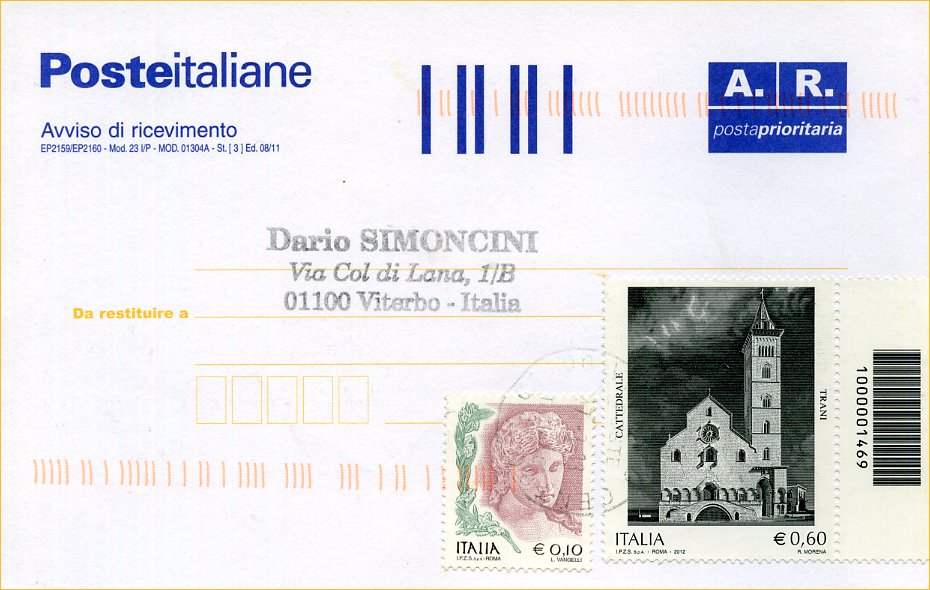 Posteitaliane
A. R.
postaprioritaria
Avviso di ricevimento
EP2159/EP2160 - Mod. 23 I/P - MOD. 01304A - St. [ 3 ] Ed. 08/11
Dario SIMONCINI
Via Col di Lana, 1/B
01100 Viterbo - Italia
Da restituire a
CATTEDRALE
TRANI
1000001469
ITALIA
€ 0,60
I.P.Z.S. S.p.A. - ROMA - 2012
R. MORENA
ITALIA
€ 0,10
I.P.Z.S. S.p.A. - ROMA
L. VANGELLI